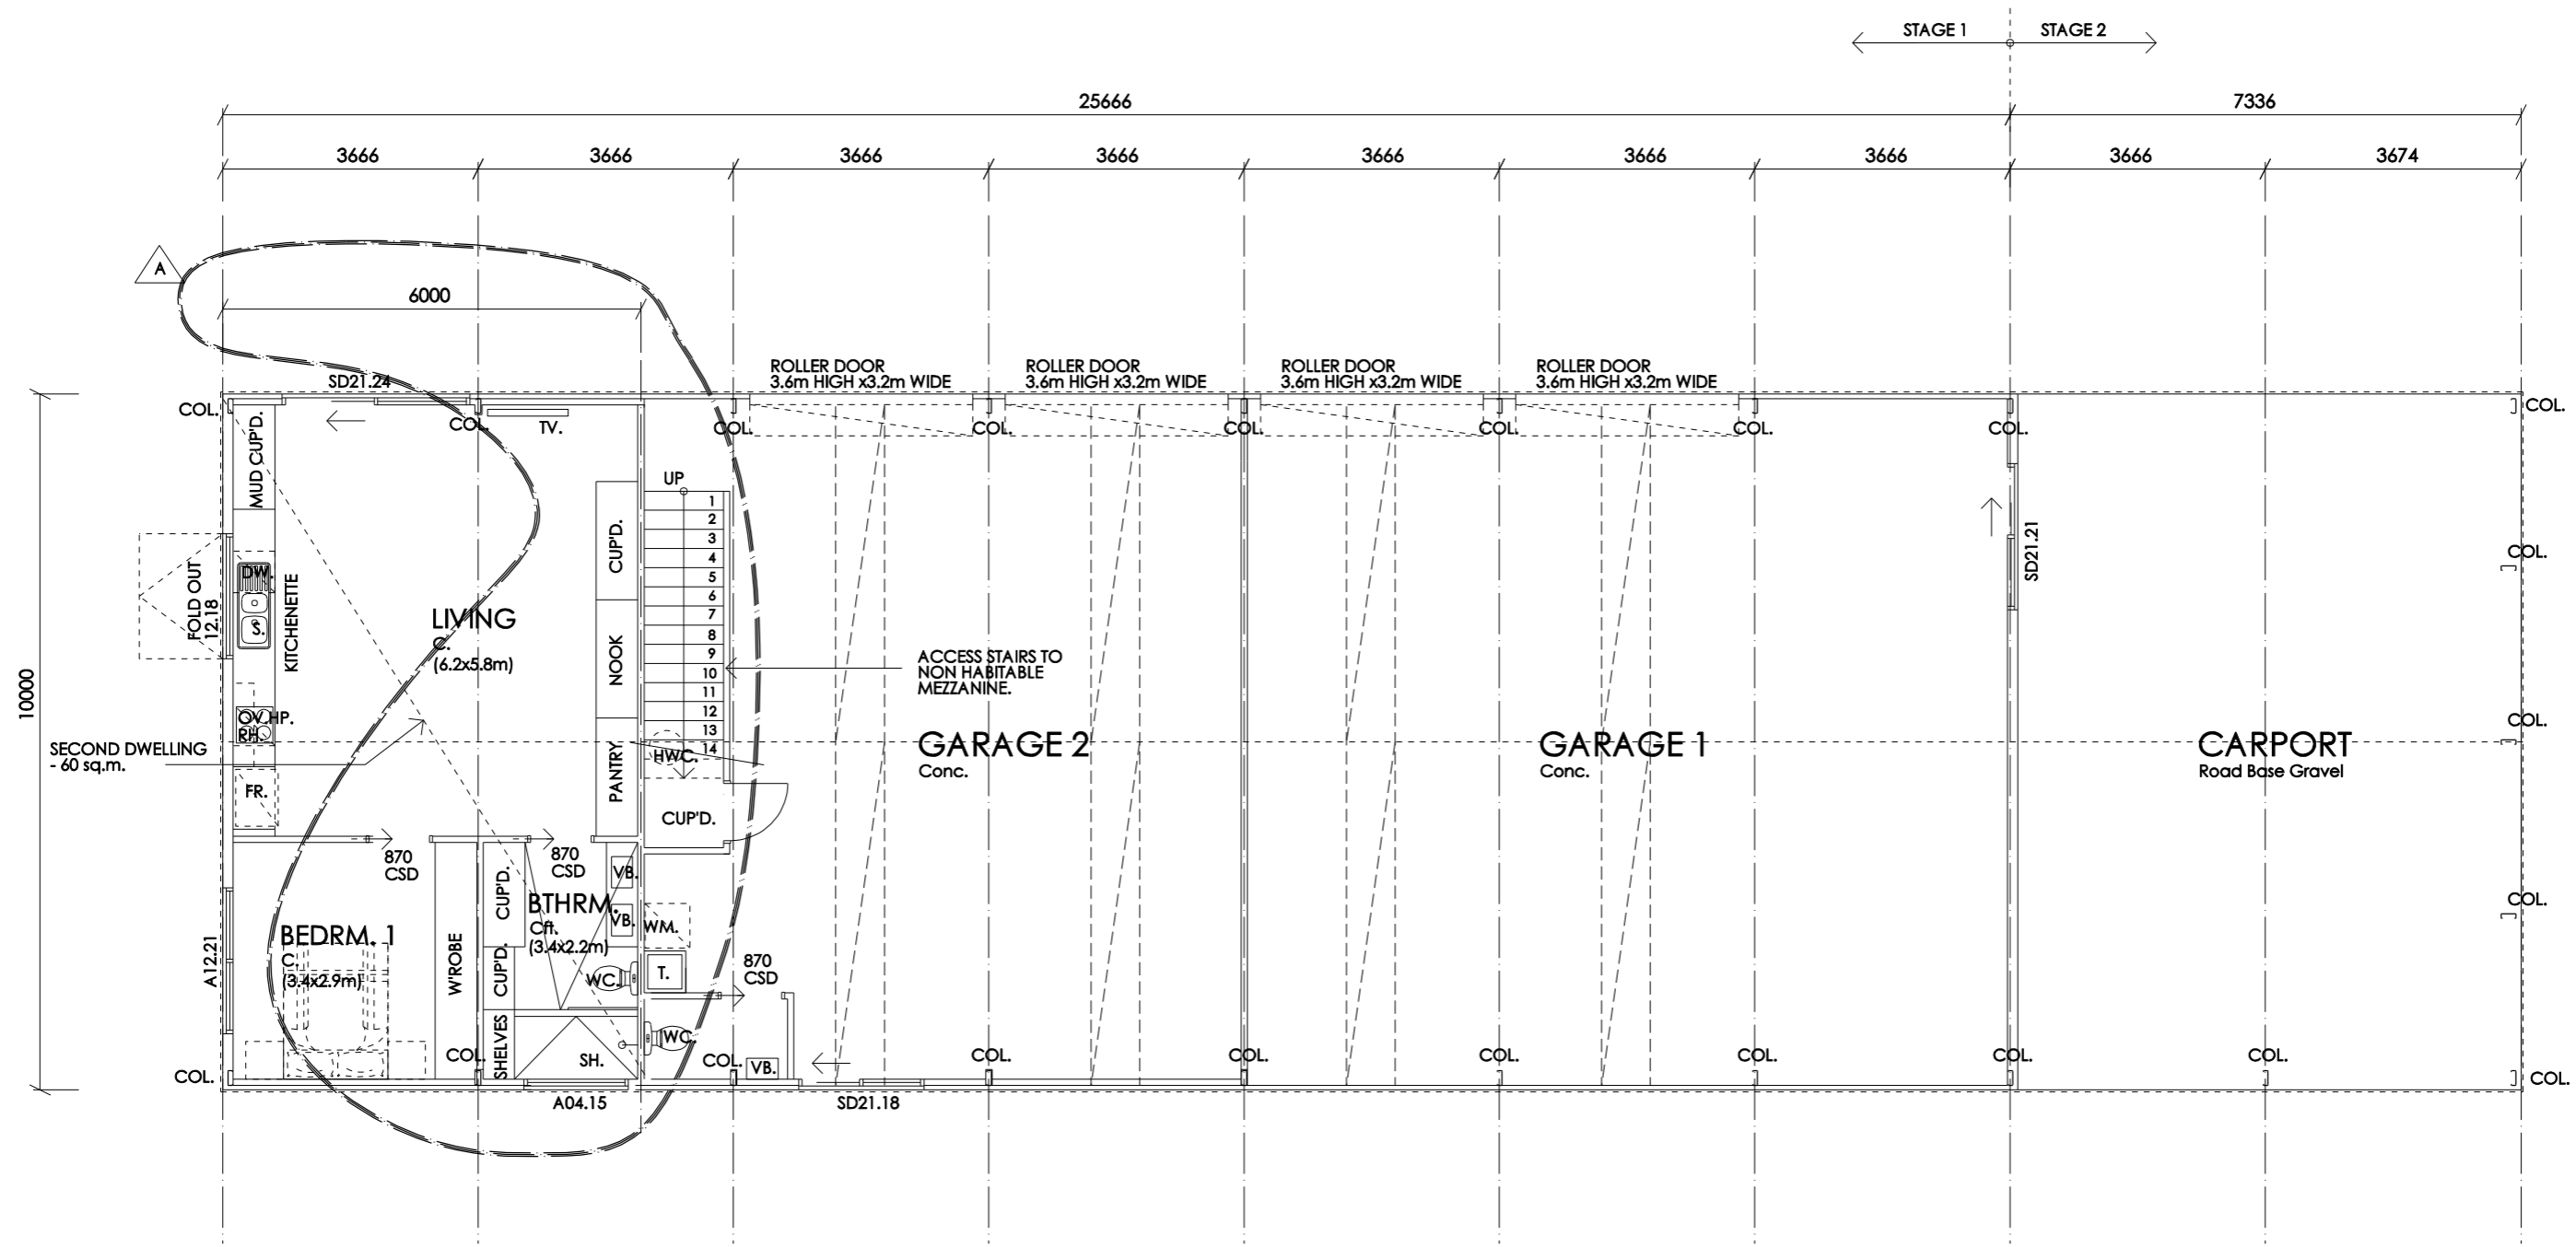 STAGE 1
STAGE 2
25666
7336
3666
3666
3666
3666
3666
3666
3666
3666
3674
A
6000
ROLLER DOOR
3.6m HIGH x3.2m WIDE
ROLLER DOOR
3.6m HIGH x3.2m WIDE
ROLLER DOOR
3.6m HIGH x3.2m WIDE
ROLLER DOOR
3.6m HIGH x3.2m WIDE
SD21.24
COL.
COL.
TV.
COL.
COL.
COL.
COL.
COL.
COL.
COL.
MUD CUP'D.
UP
1
2
3
4
5
6
7
8
9
10
11
12
13
14
CUP'D.
NOOK
PANTRY
SD21.21
COL.
FOLD OUT
12.18
DW.
S.
KITCHENETTE
LIVING
C.
(6.2x5.8m)
ACCESS STAIRS TO
NON HABITABLE
MEZZANINE.
10000
OV.HP.
RH.
SECOND DWELLING
- 60 sq.m.
HWC.
GARAGE 2
Conc.
GARAGE 1
Conc.
CARPORT
Road Base Gravel
COL.
FR.
CUP'D.
870
CSD
870
CSD
VB.
CUP'D.
BTHRM.
Cft.
(3.4x2.2m)
VB.
WM.
COL.
BEDRM. 1
C.
(3.4x2.9m)
A12.21
W'ROBE
CUP'D.
WC.
T.
870
CSD
SHELVES
SH.
WC.
COL.
COL.
COL.
VB.
COL.
COL.
COL.
COL.
COL.
COL.
COL.
A04.15
SD21.18